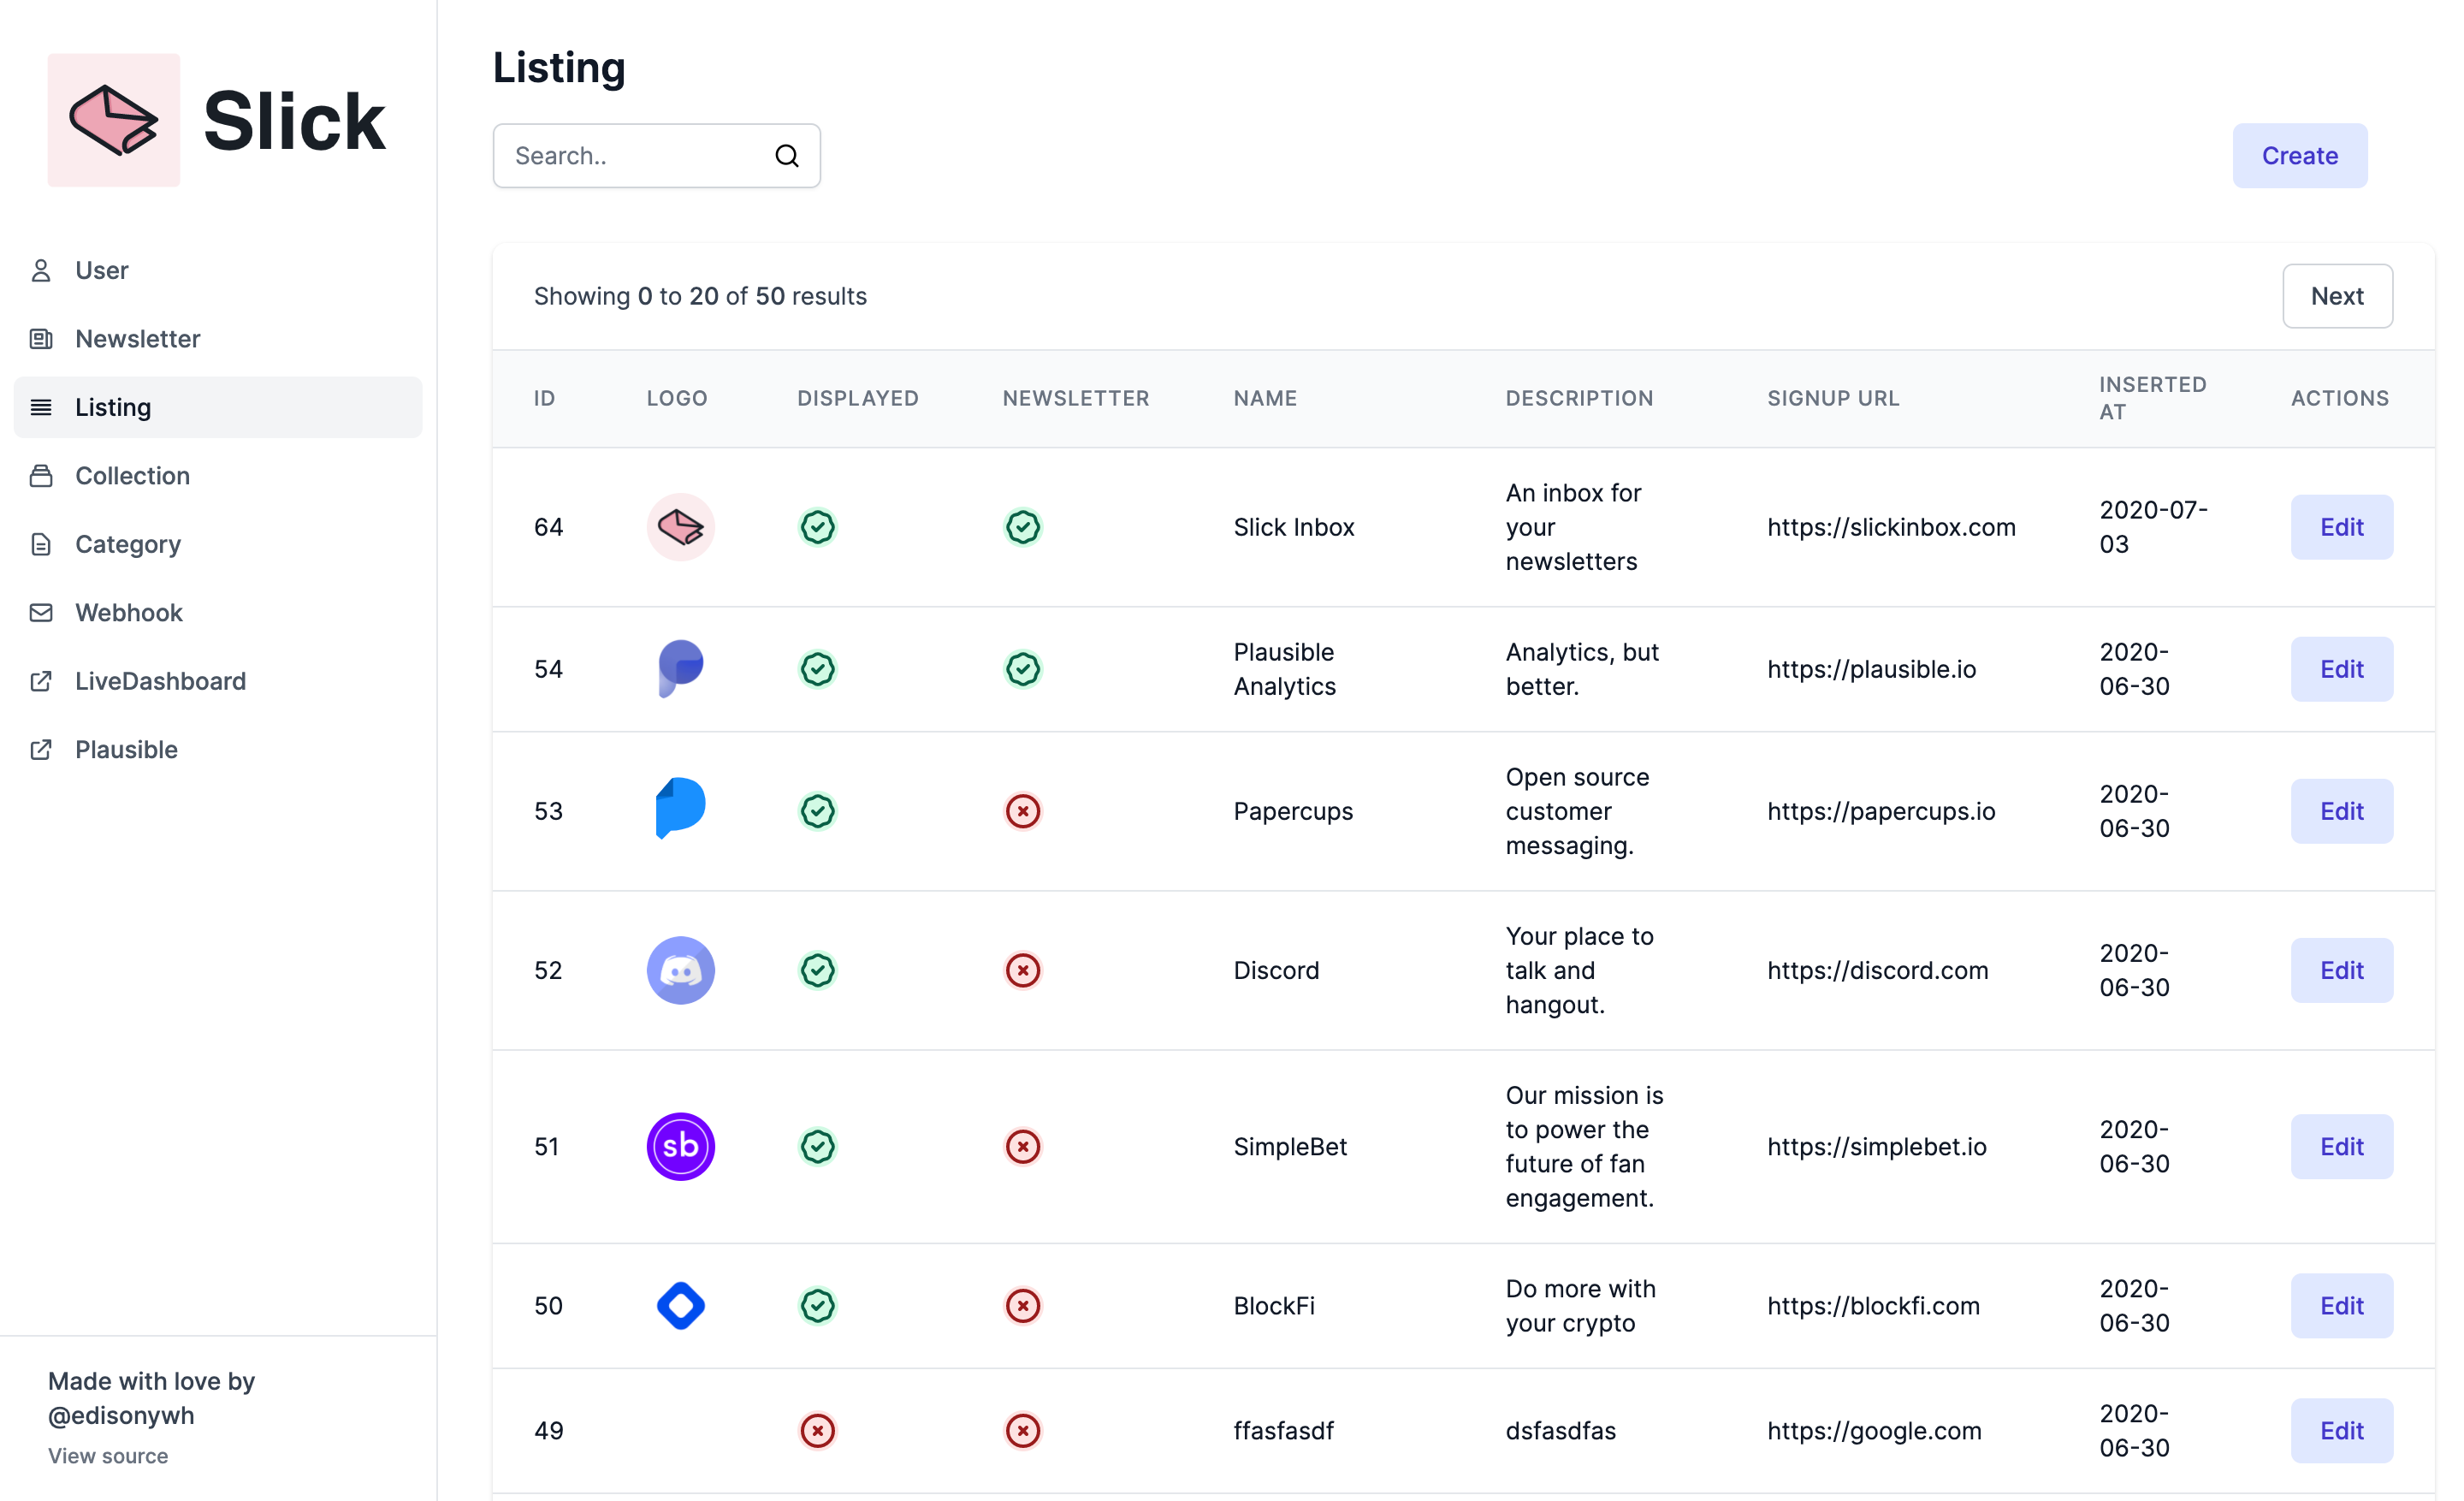 Slick
User
Newsletter
Listing
Collection
Category
Webhook
LiveDashboard
Plausible
Made with love by
@edisonywh
View source
Listing
Search..
Create
Showing 0 to 20 of 50 results
Next
ID LOGO DISPLAYED NEWSLETTER NAME DESCRIPTION SIGNUP URL INSERTED AT ACTIONS
64 Slick Inbox An inbox for your newsletters https://slickinbox.com 2020-07-03 Edit
54 Plausible Analytics Analytics, but better. https://plausible.io 2020-06-30 Edit
53 Papercups Open source customer messaging. https://papercups.io 2020-06-30 Edit
52 Discord Your place to talk and hangout. https://discord.com 2020-06-30 Edit
51 sb SimpleBet Our mission is to power the future of fan engagement. https://simplebet.io 2020-06-30 Edit
50 BlockFi Do more with your crypto https://blockfi.com 2020-06-30 Edit
49 ffasfasdf dsfasdfas https://google.com 2020-06-30 Edit